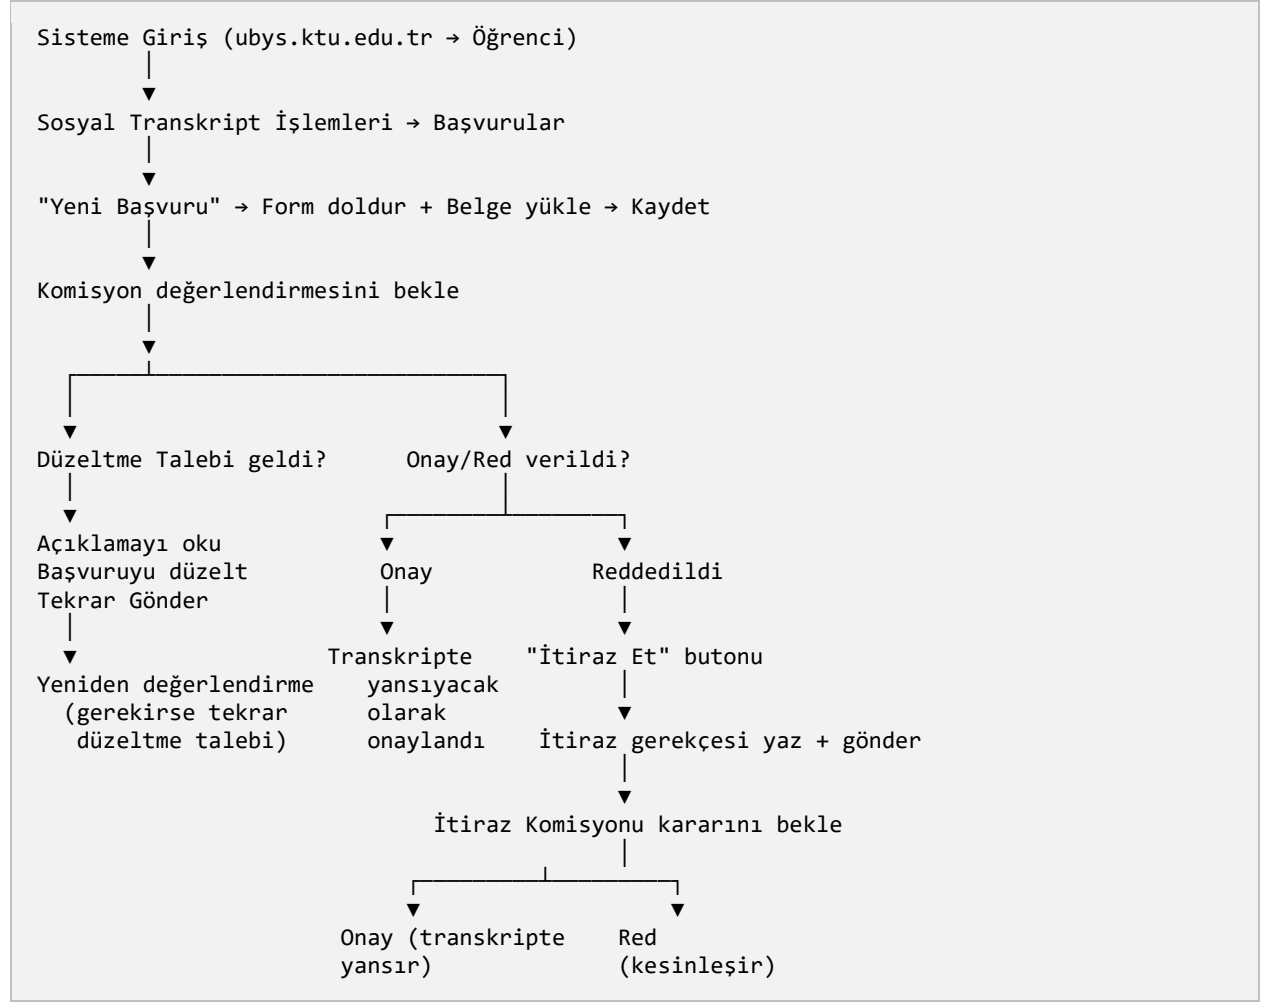 Sisteme Giriş (ubys.ktu.edu.tr → Öğrenci)
Sosyal Transkript İşlemleri → Başvurular
"Yeni Başvuru" → Form doldur + Belge yükle → Kaydet
Komisyon değerlendirmesini bekle
Düzeltme Talebi geldi? Onay/Red verildi?
Açıklamayı oku
Başvuruyu düzelt Onay Reddedildi
Tekrar Gönder
Transkripte "İtiraz Et" butonu
Yeniden değerlendirme yansıyacak
(gerekirse tekrar olarak
düzeltme talebi) onaylandı İtiraz gerekçesi yaz + gönder
İtiraz Komisyonu kararını bekle
Onay (transkripte Red
yansır) (kesinleşir)